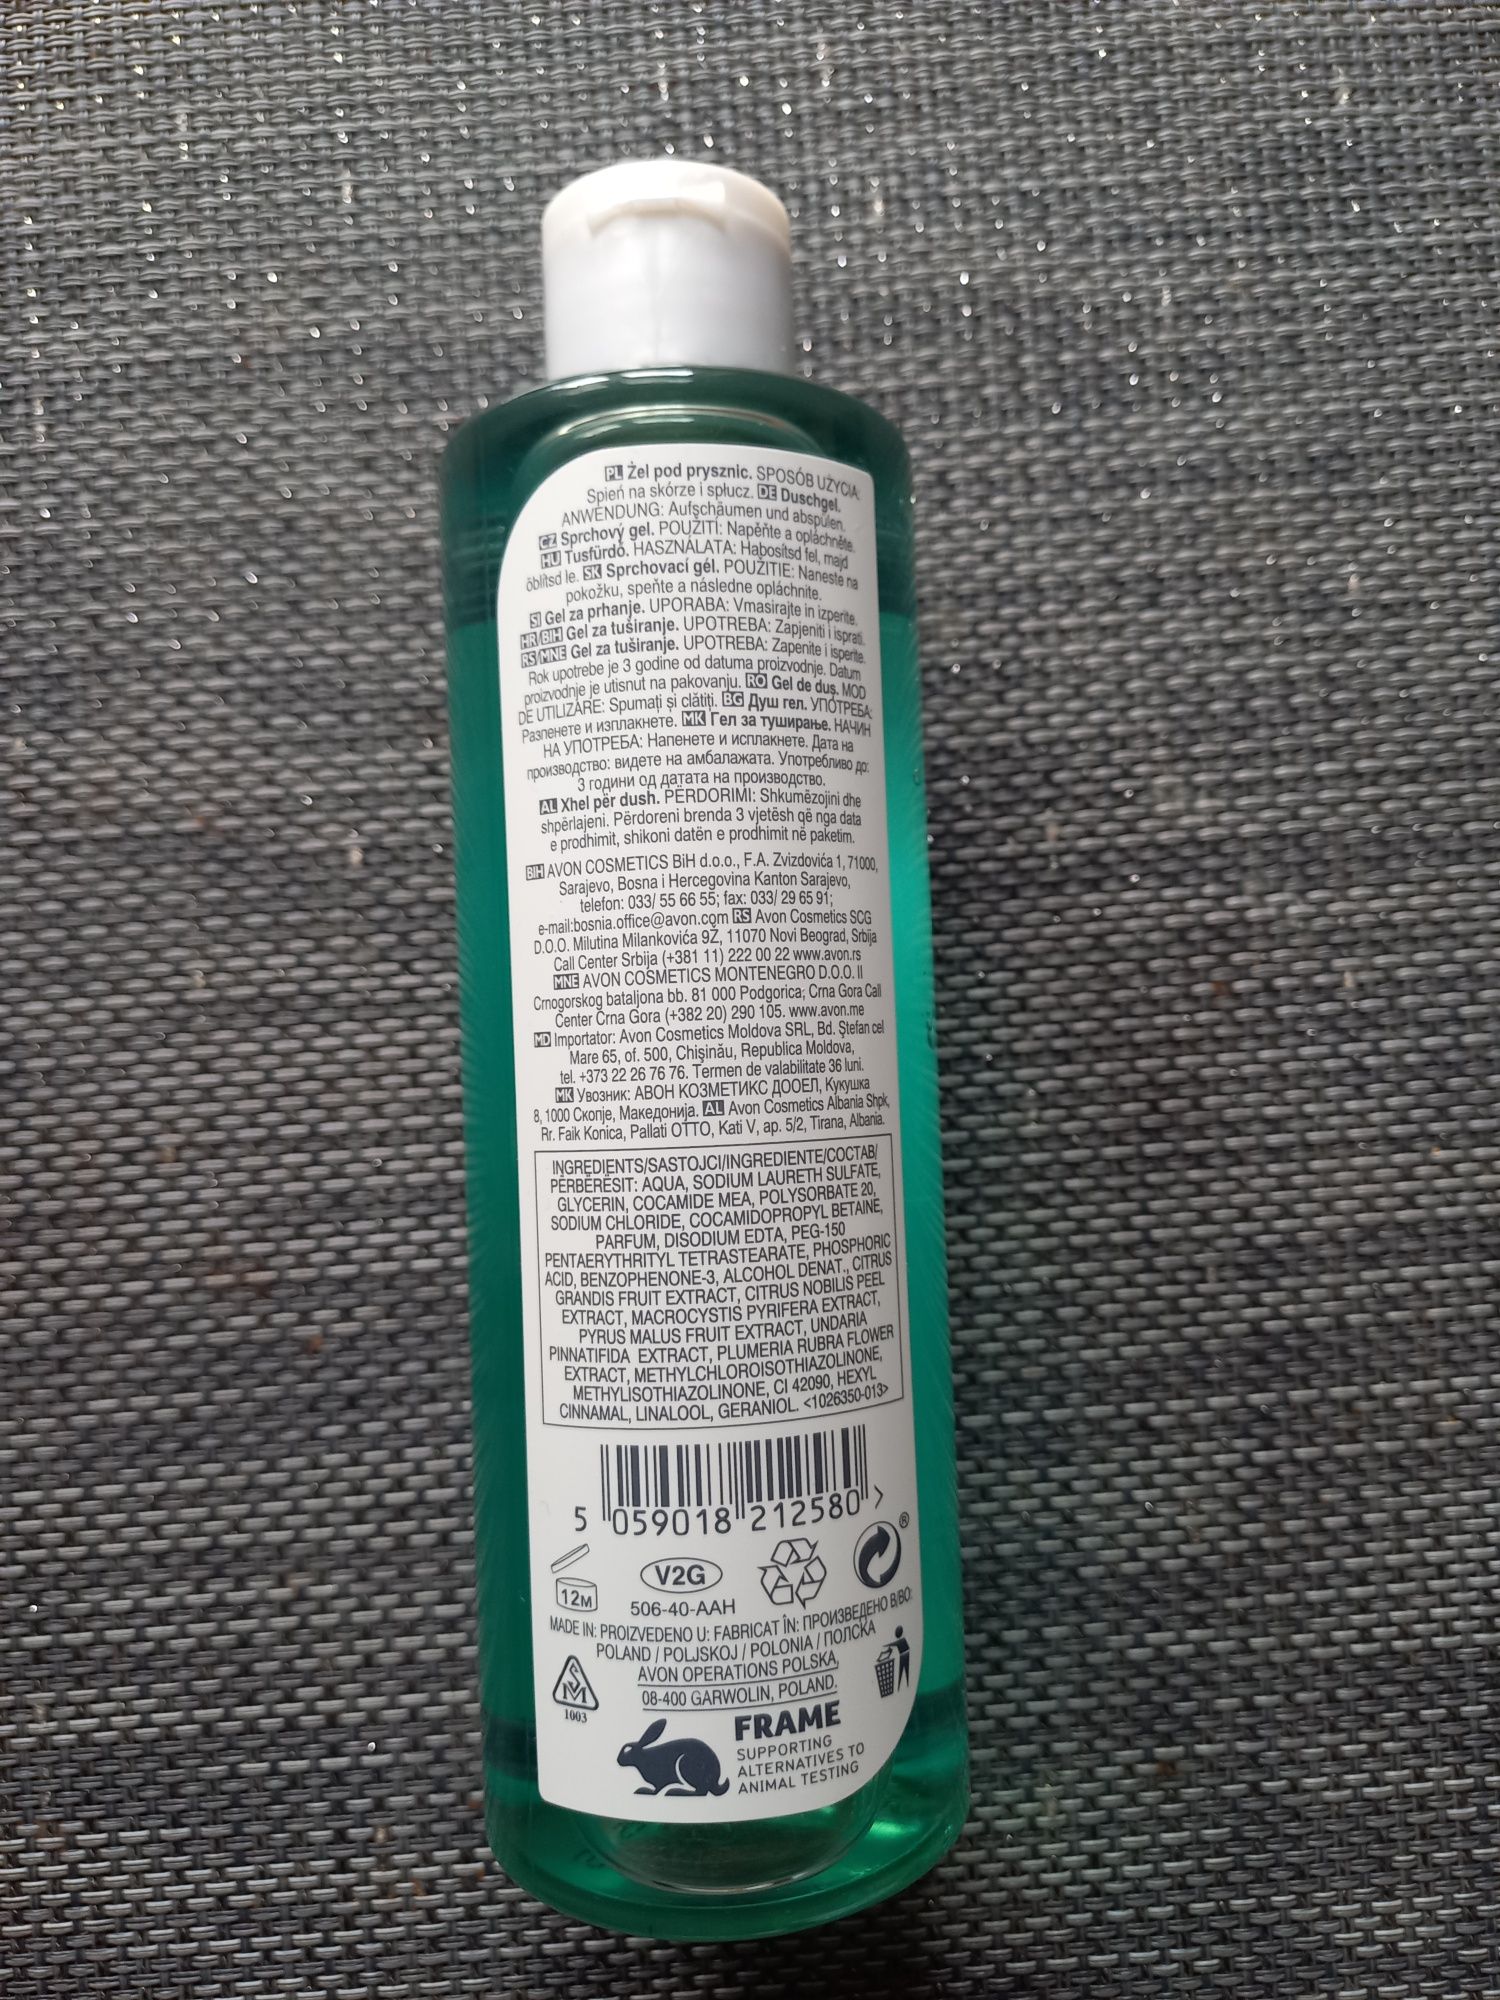 PL Żel pod prysznic. SPOSÓB UŻYCIA:
Spień na skórze i spłucz. DE Duschgel.
ANWENDUNG: Aufschäumen und abspülen.
CZ Sprchový gel. POUŽITÍ: Napěňte a opláchněte.
HU Tusfürdő. HASZNÁLATA: Habosítsd fel, majd
öblítsd le. SK Sprchovací gél. POUŽITIE: Naneste na
pokožku, speňte a následne opláchnite.
SI Gel za prhanje. UPORABA: Vmasirajte in izperite.
HR/BIH Gel za tuširanje. UPOTREBA: Zapjeniti i isprati.
RS/MNE Gel za tuširanje. UPOTREBA: Zapenite i isperite.
Rok upotrebe je 3 godine od datuma proizvodnje. Datum
proizvodnje je utisnut na pakovanju. RO Gel de duș. MOD
DE UTILIZARE: Spumați și clătiți. BG Душ гел. УПОТРЕБА:
Разпенете и изплакнете. MK Гел за туширање. НАЧИН
НА УПОТРЕБА: Напенете и исплакнете. Дата на
производство: видете на амбалажата. Употребливо до:
3 години од датата на производство.
AL Xhel për dush. PËRDORIMI: Shkumëzojini dhe
shpërlajeni. Përdoreni brenda 3 vjetësh që nga data
e prodhimit, shikoni datën e prodhimit në paketim.
BIH AVON COSMETICS BiH d.o.o., F.A. Zvizdovića 1, 71000,
Sarajevo, Bosna i Hercegovina Kanton Sarajevo,
telefon: 033/ 55 66 55; fax: 033/ 29 65 91;
e-mail:bosnia.office@avon.com RS Avon Cosmetics SCG
D.O.O. Milutina Milankovića 9Ž, 11070 Novi Beograd, Srbija
Call Center Srbija (+381 11) 222 00 22 www.avon.rs
MNE AVON COSMETICS MONTENEGRO D.O.O. II
Crnogorskog bataljona bb. 81 000 Podgorica; Crna Gora Call
Center Crna Gora (+382 20) 290 105. www.avon.me
MD Importator: Avon Cosmetics Moldova SRL, Bd. Ştefan cel
Mare 65, of. 500, Chişinău, Republica Moldova,
tel. +373 22 26 76 76. Termen de valabilitate 36 luni.
MK Увозник: АВОН КОЗМЕТИКС ДООЕЛ, Кукушка
8, 1000 Скопје, Македонија. AL Avon Cosmetics Albania Shpk,
Rr. Faik Konica, Pallati OTTO, Kati V, ap. 5/2, Tirana, Albania.
INGREDIENTS/SASTOJCI/INGREDIENTE/СОСТАВ/
PËRBËRËSIT: AQUA, SODIUM LAURETH SULFATE,
GLYCERIN, COCAMIDE MEA, POLYSORBATE 20,
SODIUM CHLORIDE, COCAMIDOPROPYL BETAINE,
PARFUM, DISODIUM EDTA, PEG-150
PENTAERYTHRITYL TETRASTEARATE, PHOSPHORIC
ACID, BENZOPHENONE-3, ALCOHOL DENAT., CITRUS
GRANDIS FRUIT EXTRACT, CITRUS NOBILIS PEEL
EXTRACT, MACROCYSTIS PYRIFERA EXTRACT,
PYRUS MALUS FRUIT EXTRACT, UNDARIA
PINNATIFIDA EXTRACT, PLUMERIA RUBRA FLOWER
EXTRACT, METHYLCHLOROISOTHIAZOLINONE,
METHYLISOTHIAZOLINONE, CI 42090, HEXYL
CINNAMAL, LINALOOL, GERANIOL. <1026350-013>
5 059018 212580 >
®
12M
V2G
506-40-AAH
MADE IN: PROIZVEDENO U: FABRICAT ÎN: ПРОИЗВЕДЕНО В/ВО:
POLAND / POLJSKOJ / POLONIA / ПОЛСКА
AVON OPERATIONS POLSKA,
08-400 GARWOLIN, POLAND.
1003
FRAME
SUPPORTING
ALTERNATIVES TO
ANIMAL TESTING